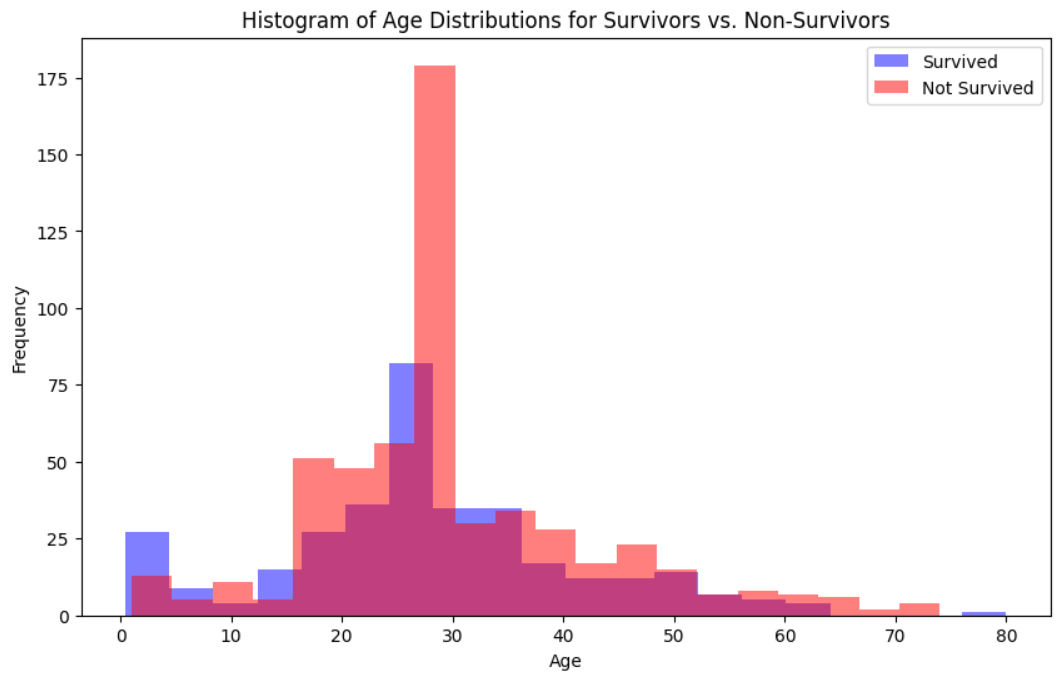 Histogram of Age Distributions for Survivors vs. Non-Survivors
Survived
Not Survived
175
150
125
100
75
50
25
0
Frequency
0 10 20 30 40 50 60 70 80
Age